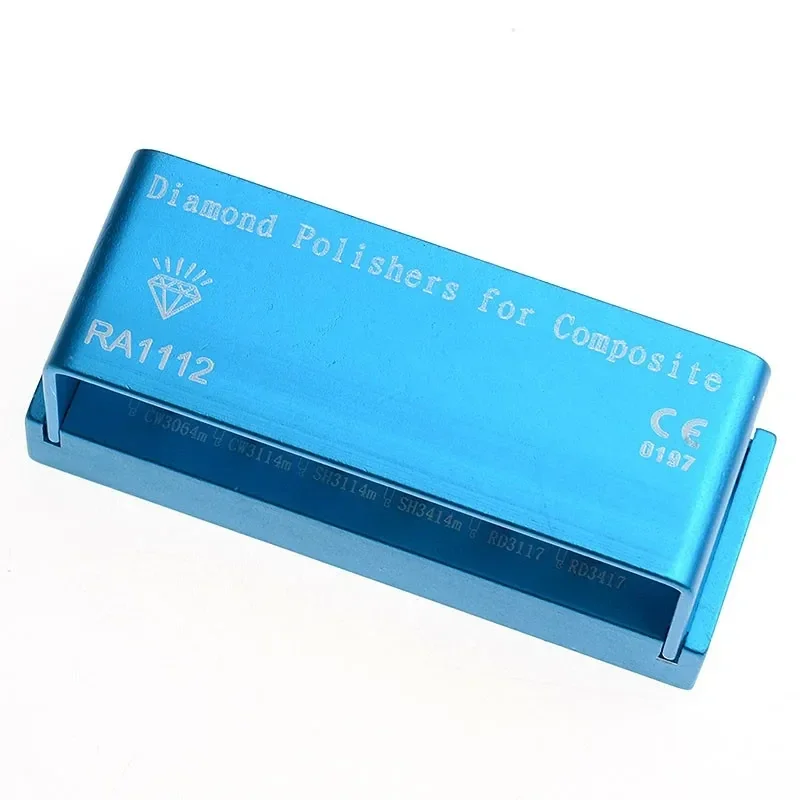 Diamond Polishers for Composite
RA1112
CE
0197
CW3064m CW3114m SH3114m SH3414m RD3117 RD3417